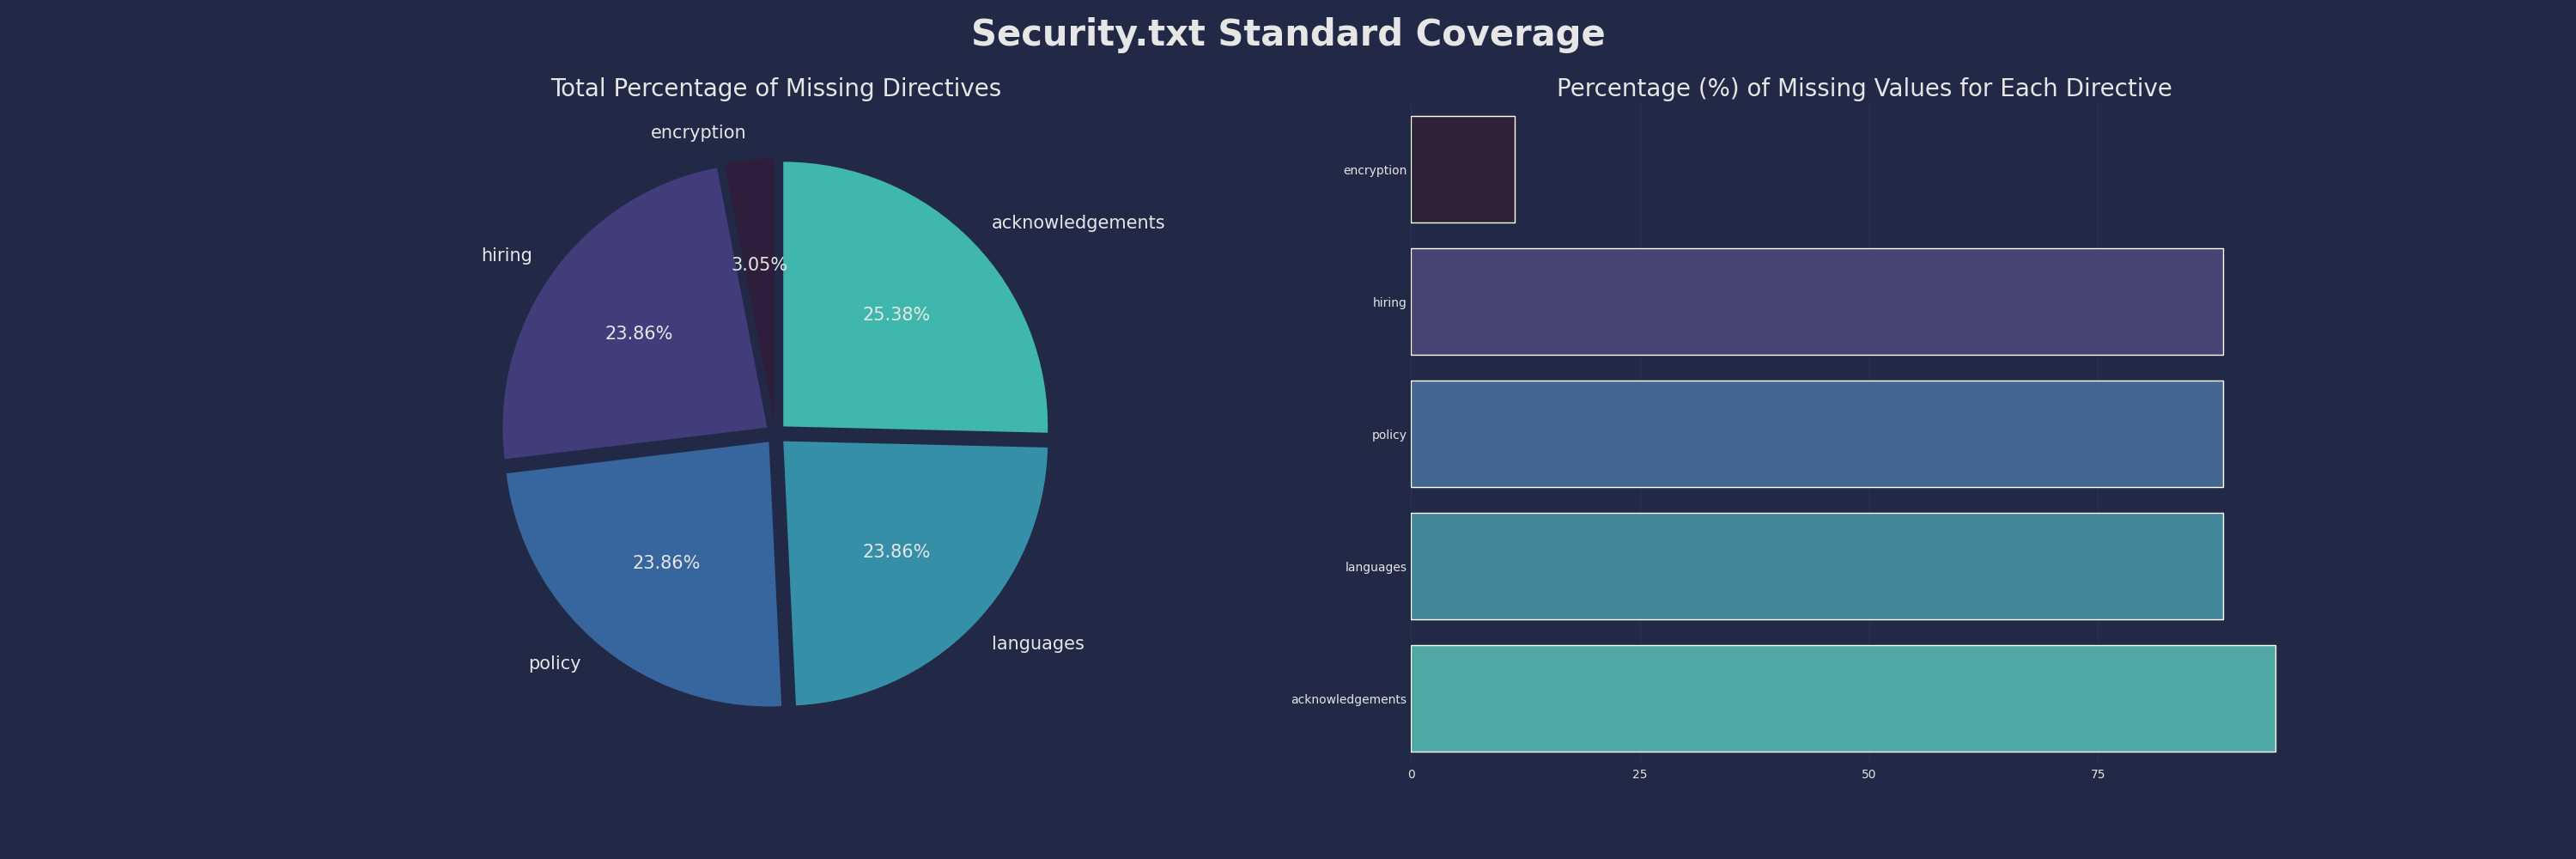 Security.txt Standard Coverage
Total Percentage of Missing Directives
encryption
acknowledgements
hiring
3.05%
25.38%
23.86%
23.86%
23.86%
languages
policy
Percentage (%) of Missing Values for Each Directive
encryption
hiring
policy
languages
acknowledgements
0 25 50 75